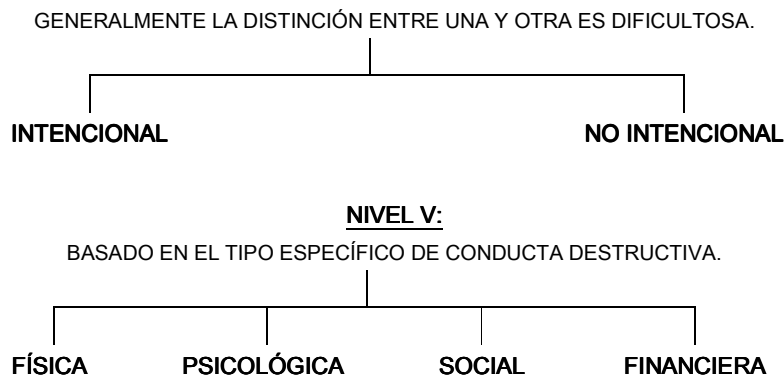 GENERALMENTE LA DISTINCIÓN ENTRE UNA Y OTRA ES DIFICULTOSA.
INTENCIONAL NO INTENCIONAL
NIVEL V:
BASADO EN EL TIPO ESPECÍFICO DE CONDUCTA DESTRUCTIVA.
FÍSICA PSICOLÓGICA SOCIAL FINANCIERA